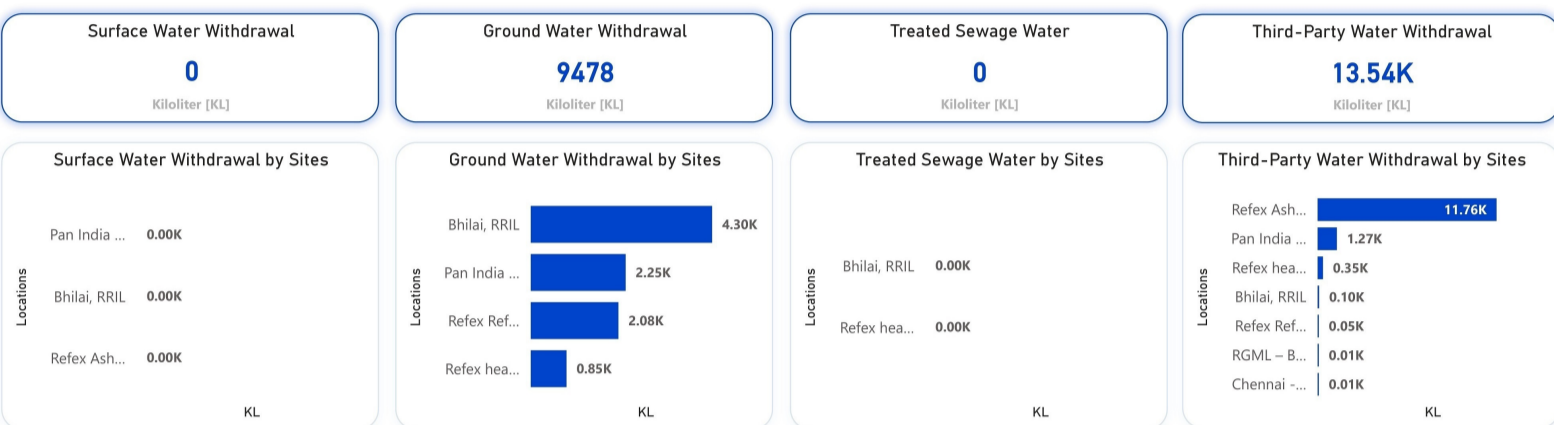 Surface Water Withdrawal
0
Kiloliter [KL]
Ground Water Withdrawal
9478
Kiloliter [KL]
Treated Sewage Water
0
Kiloliter [KL]
Third-Party Water Withdrawal
13.54K
Kiloliter [KL]
Surface Water Withdrawal by Sites
Locations
Pan India ... 0.00K
Bhilai, RRIL 0.00K
Refex Ash... 0.00K
KL
Ground Water Withdrawal by Sites
Locations
Bhilai, RRIL 4.30K
Pan India ... 2.25K
Refex Ref... 2.08K
Refex hea... 0.85K
KL
Treated Sewage Water by Sites
Locations
Bhilai, RRIL 0.00K
Refex hea... 0.00K
KL
Third-Party Water Withdrawal by Sites
Locations
Refex Ash... 11.76K
Pan India ... 1.27K
Refex hea... 0.35K
Bhilai, RRIL 0.10K
Refex Ref... 0.05K
RGML – B... 0.01K
Chennai -... 0.01K
KL